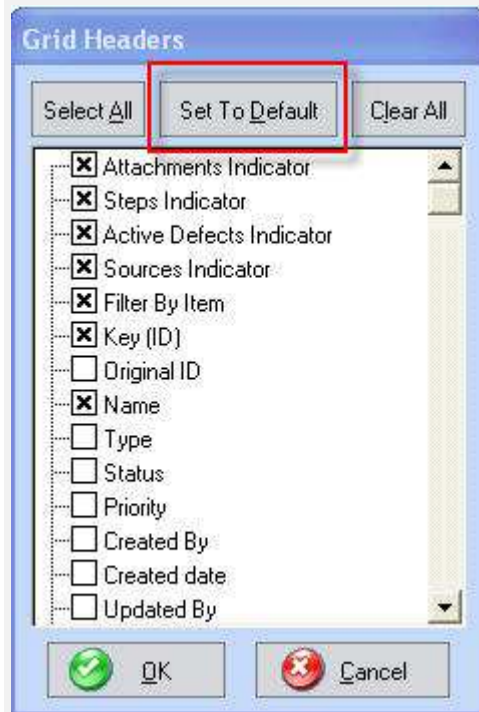 Grid Headers
Select All Set To Default Clear All
Attachments Indicator
Steps Indicator
Active Defects Indicator
Sources Indicator
Filter By Item
Key (ID)
Original ID
Name
Type
Status
Priority
Created By
Created date
Updated By
OK Cancel